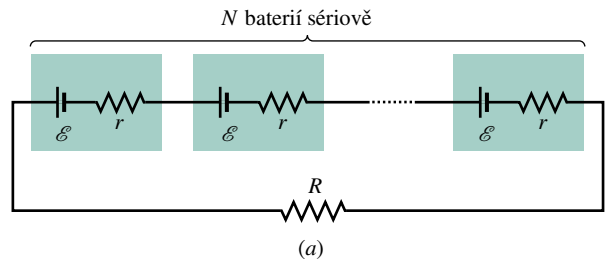 N baterií sériově
ℰ r ℰ r ℰ r
R
(a)